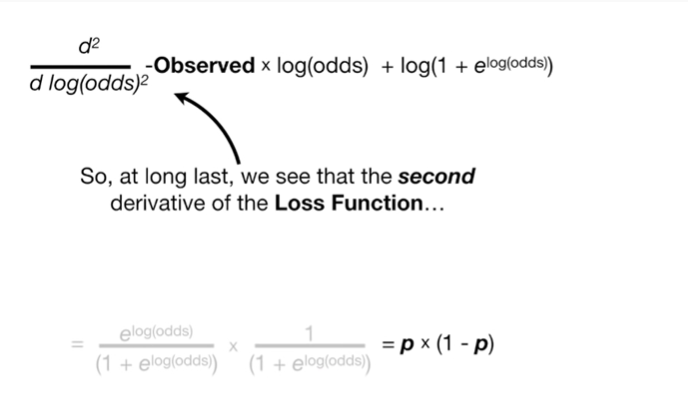 d²
d log(odds)² -Observed × log(odds) + log(1 + e^log(odds))
So, at long last, we see that the second
derivative of the Loss Function…
= e^log(odds) / (1 + e^log(odds)) × 1 / (1 + e^log(odds)) = p × (1 - p)